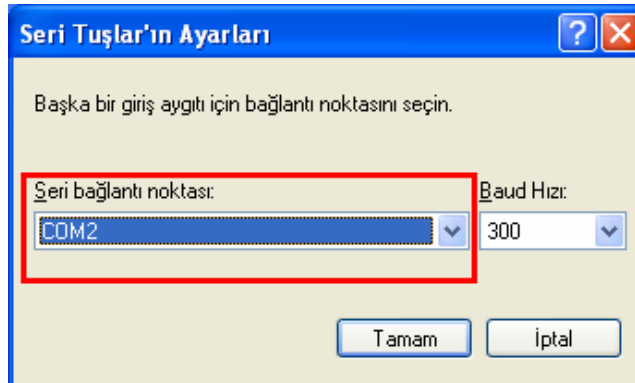 Seri Tuşlar'ın Ayarları
Başka bir giriş aygıtı için bağlantı noktasını seçin.
Seri bağlantı noktası: Baud Hızı:
COM2 300
Tamam İptal